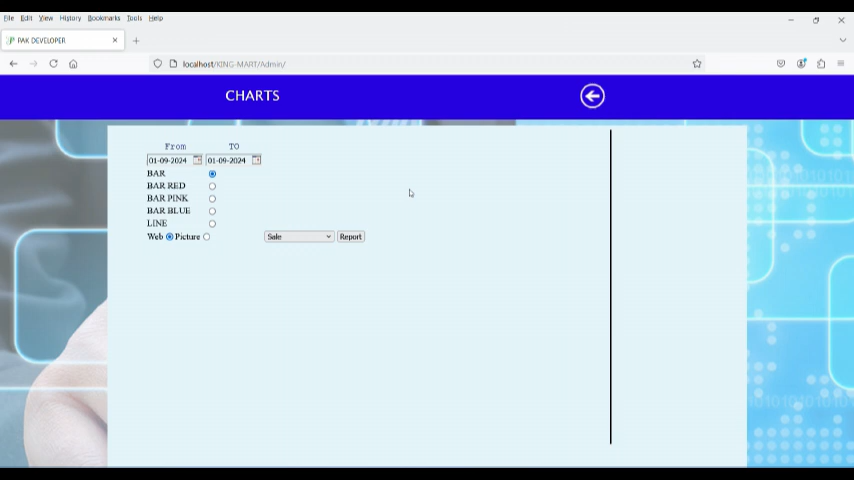 File Edit View History Bookmarks Tools Help
PAK DEVELOPER
localhost/KING-MART/Admin/
CHARTS
From TO
01-09-2024 01-09-2024
BAR
BAR RED
BAR PINK
BAR BLUE
LINE
Web Picture Sale Report